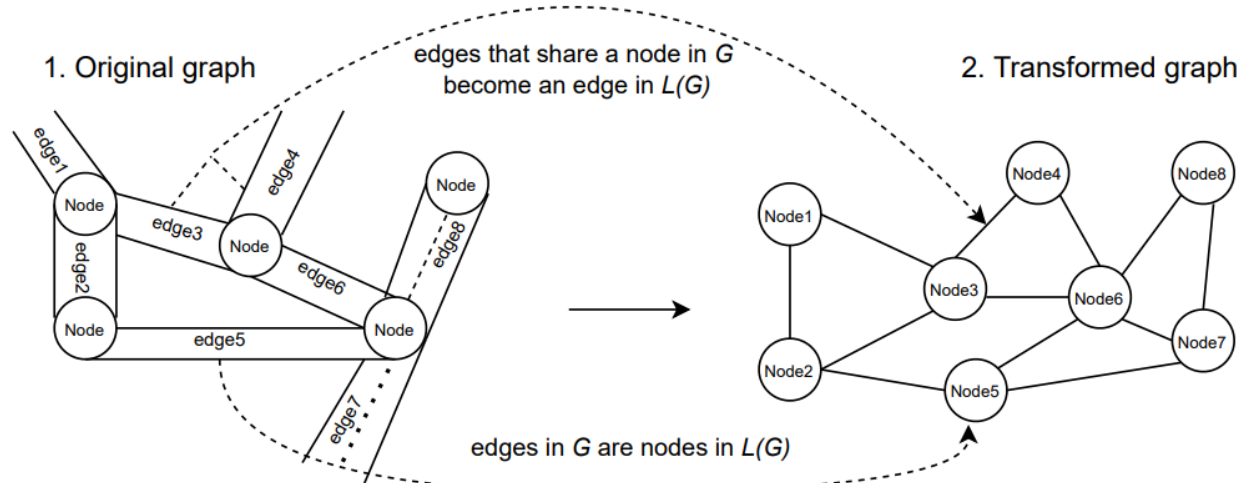 1. Original graph
edges that share a node in G
become an edge in L(G)
2. Transformed graph
edge1
edge4
Node
Node
edge3
Node
edge8
edge2
edge6
Node
Node
edge5
edge7
Node4
Node8
Node1
Node3
Node6
Node7
Node2
Node5
edges in G are nodes in L(G)